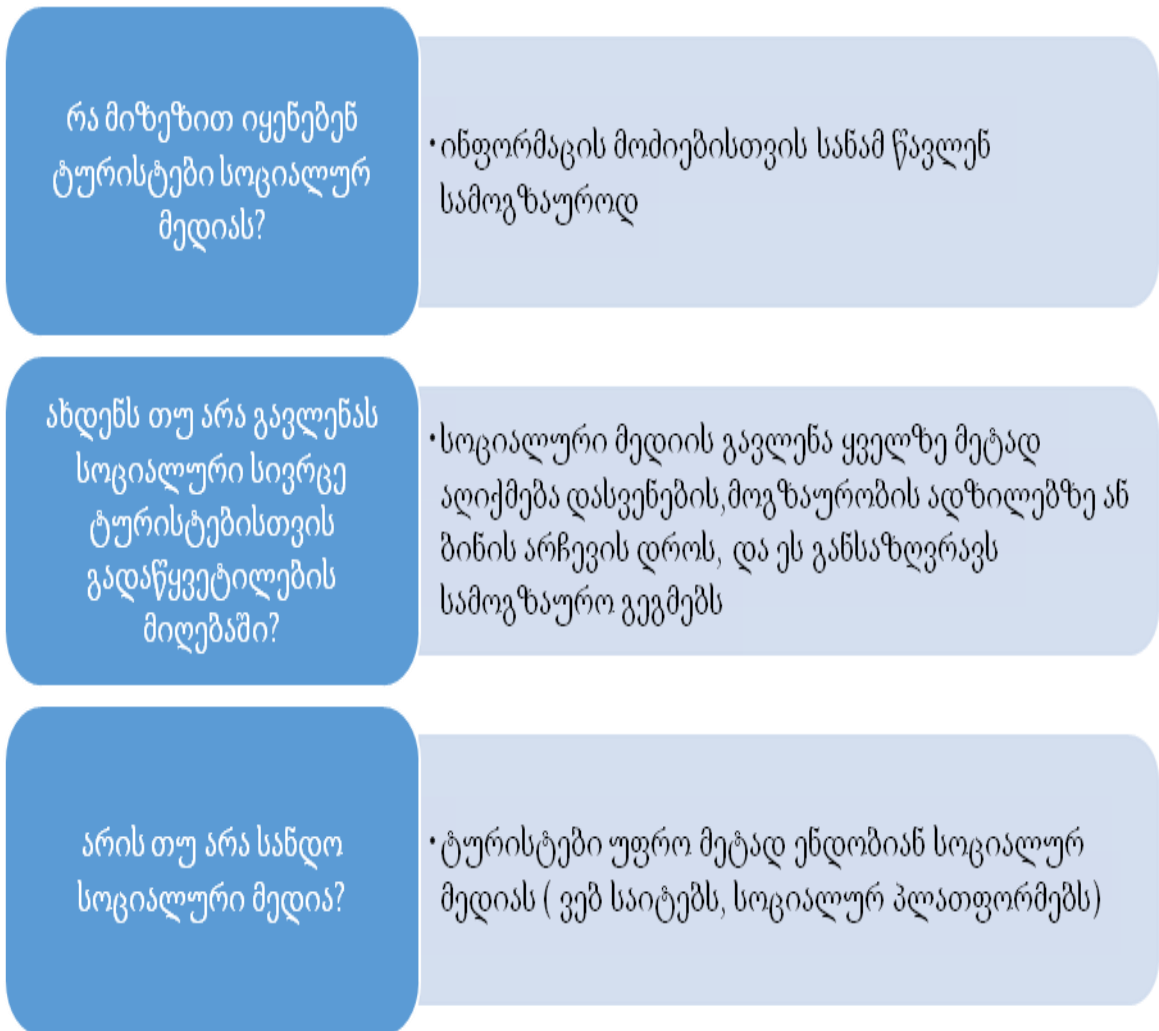 რა მიზეზით იყენებენ
ტურისტები სოციალურ
მედიას?
•ინფორმაცის მოძიებისთვის სანამ წავლენ
სამოგზაუროდ
ახდენს თუ არა გავლენას
სოციალური სივრცე
ტურისტებისთვის
გადაწყვეტილების
მიღებაში?
•სოციალური მედიის გავლენა ყველზე მეტად
აღიქმება დასვენების,მოგზაურობის ადზილებზე ან
ბინის არჩევის დროს, და ეს განსაზღვრავს
სამოგზაურო გეგმებს
არის თუ არა სანდო
სოციალური მედია?
•ტურისტები უფრო მეტად ენდობიან სოციალურ
მედიას ( ვებ საიტებს, სოციალურ პლათფორმებს)